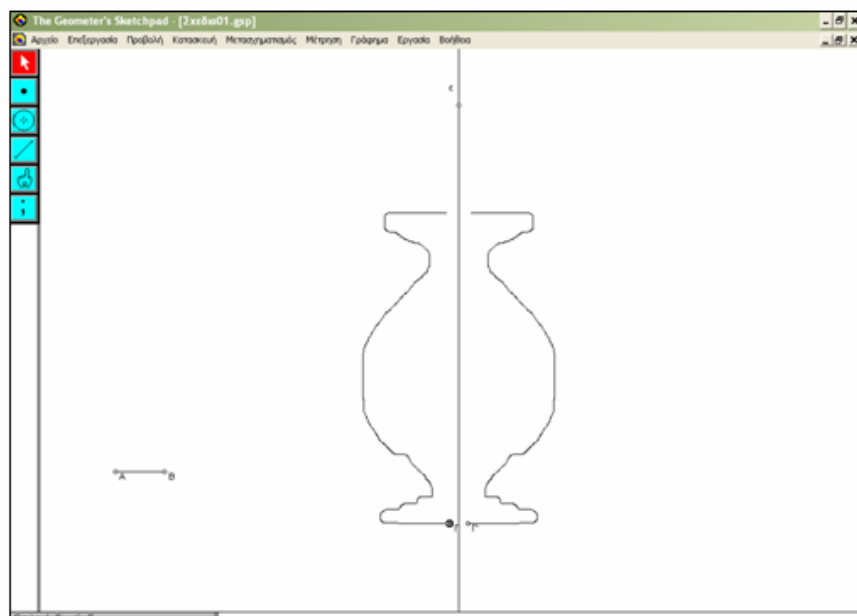 The Geometer's Sketchpad - [Σχεδιο01.gsp]
Αρχείο Επεξεργασία Προβολή Κατασκευή Μετασχηματισμός Μέτρηση Γράφημα Εργασία Βοήθεια
ε
Α Β
Γ Γ'